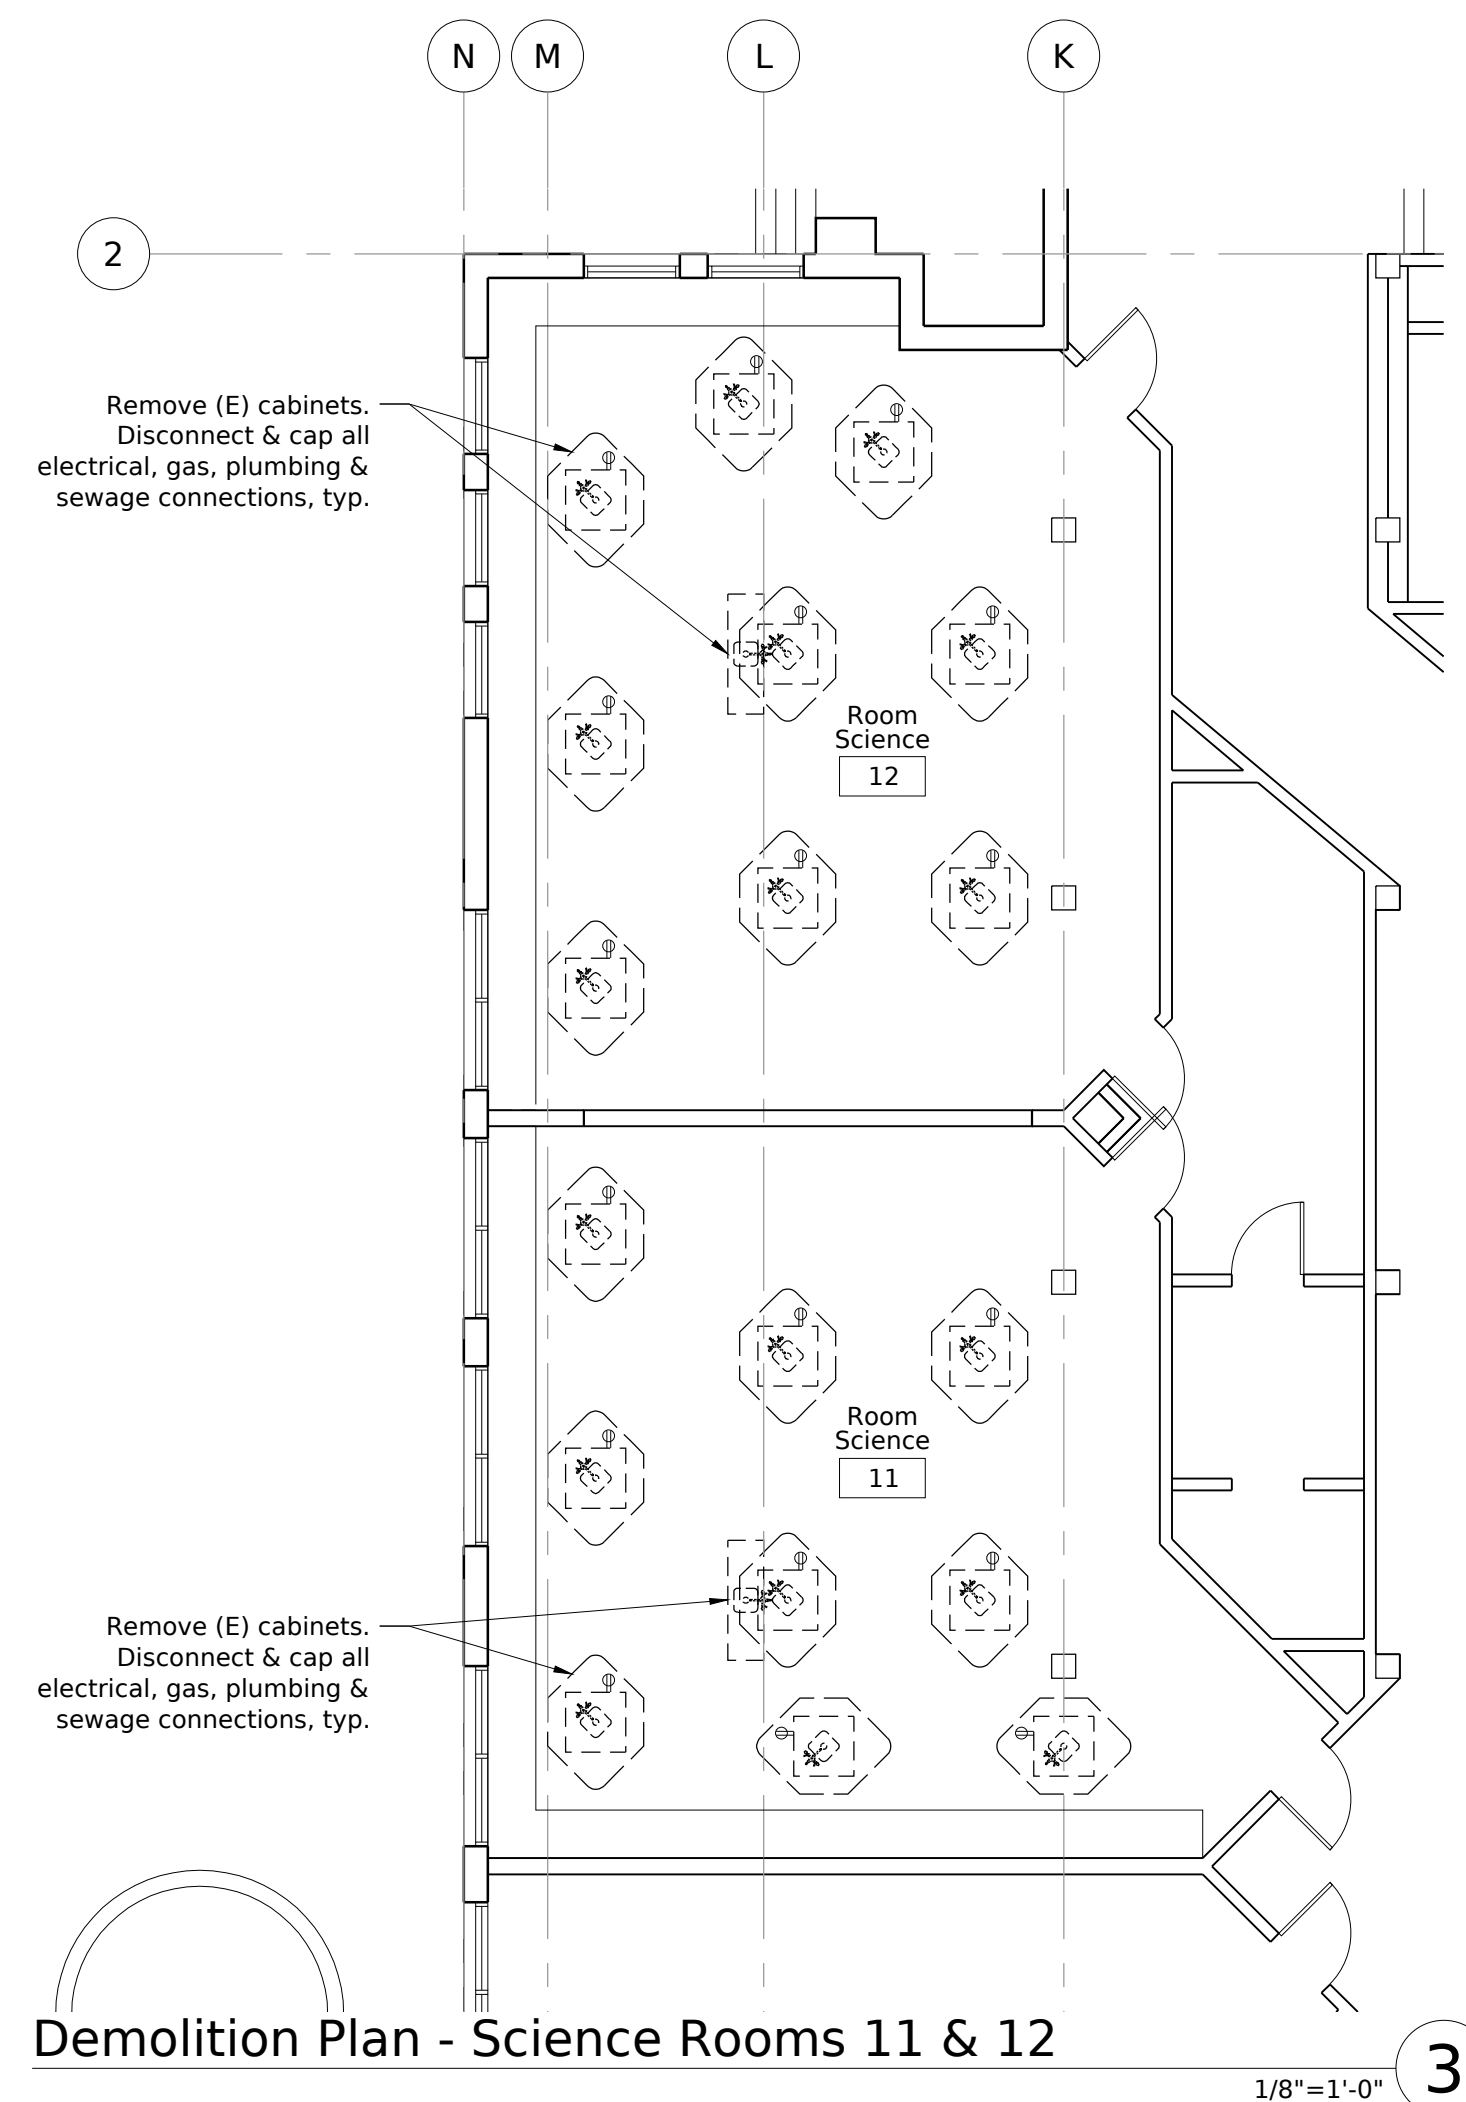 N
M
L
K
2
Remove (E) cabinets.
Disconnect & cap all
electrical, gas, plumbing &
sewage connections, typ.
Room
Science
12
Room
Science
11
Remove (E) cabinets.
Disconnect & cap all
electrical, gas, plumbing &
sewage connections, typ.
Demolition Plan - Science Rooms 11 & 12
3
1/8"=1'-0"